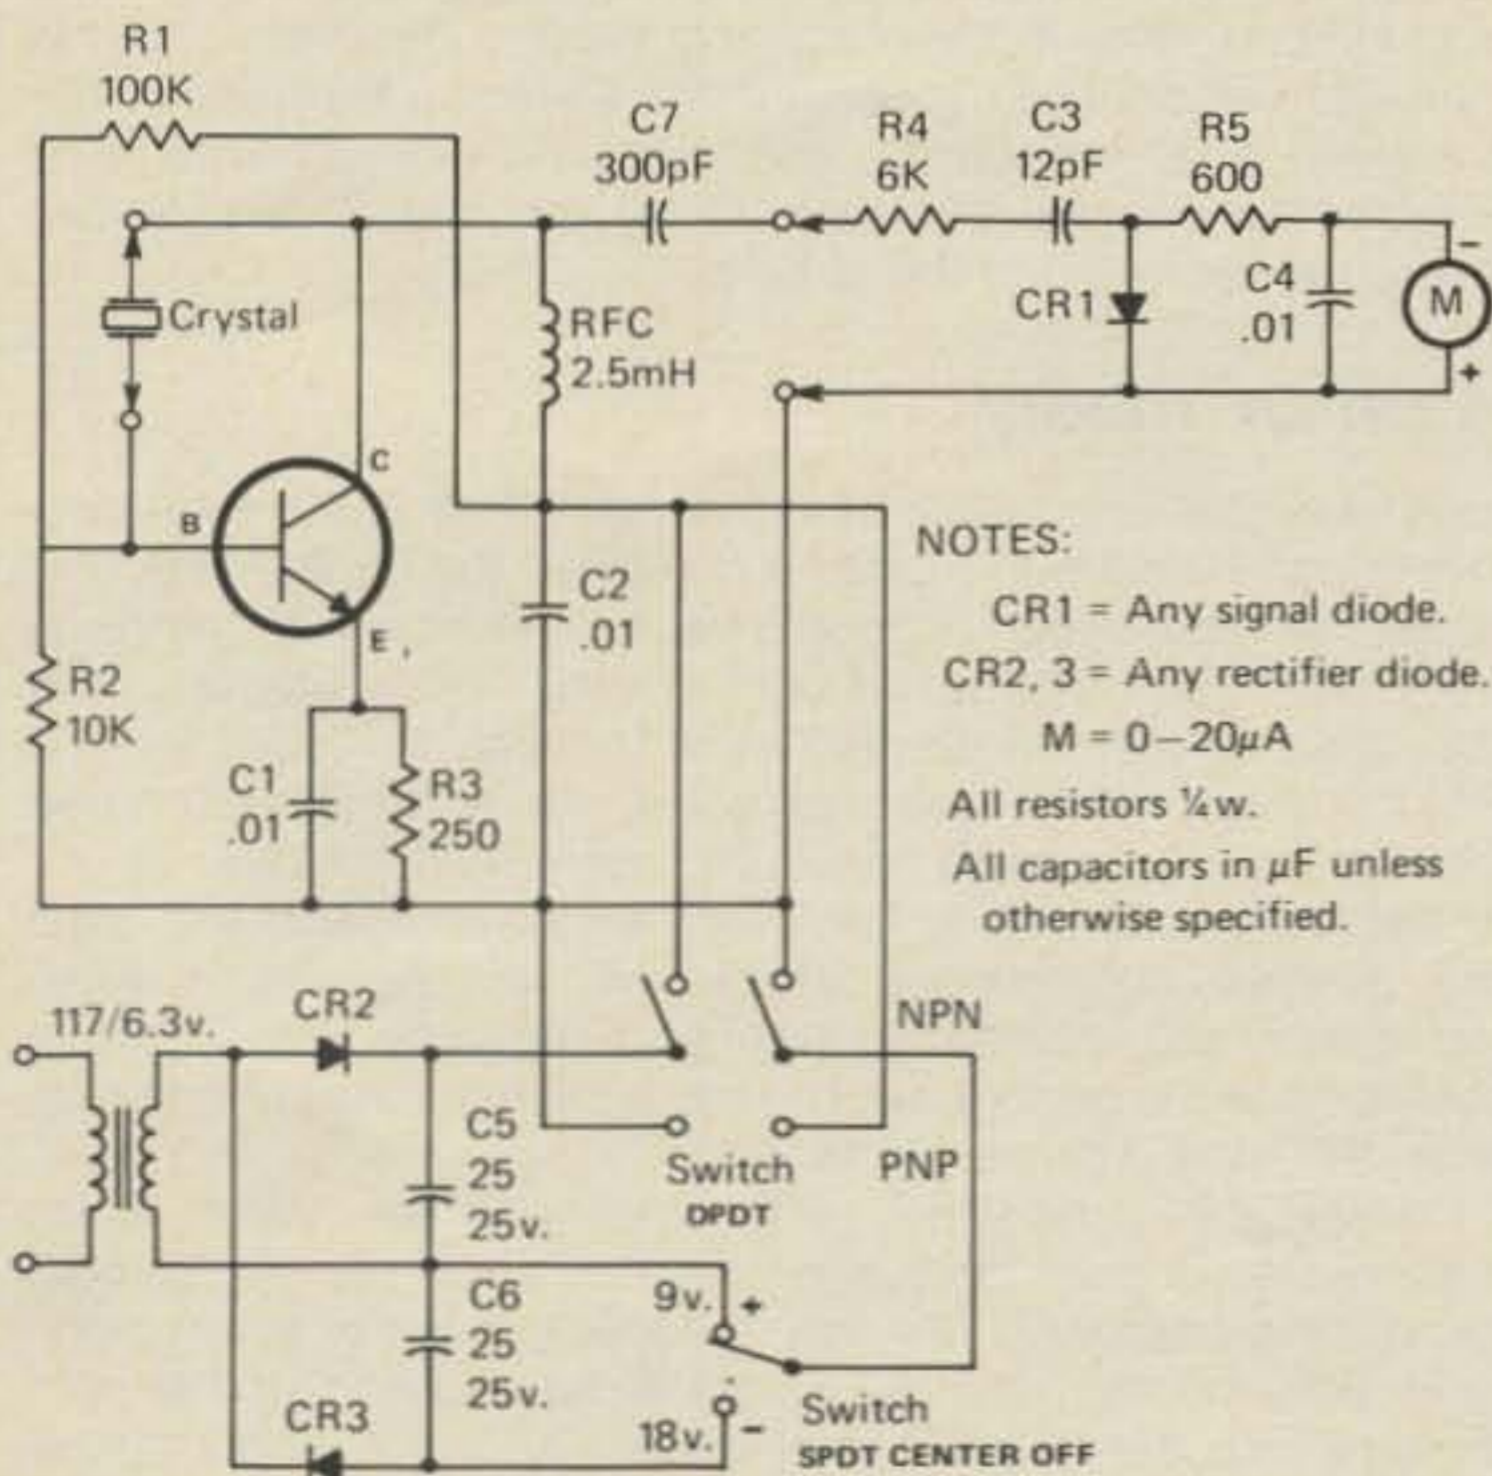 R1
100K
C7
300pF
R4
6K
C3
12pF
R5
600
Crystal
RFC
2.5mH
CR1
C4
.01
-
M
+
C
B
E
C2
.01
R2
10K
C1
.01
R3
250
NOTES:
CR1 = Any signal diode.
CR2, 3 = Any rectifier diode.
M = 0–20μA
All resistors ¼w.
All capacitors in μF unless
otherwise specified.
117/6.3v.
CR2
NPN
C5
25
25v.
Switch
DPDT
PNP
C6
25
25v.
9v.
+
CR3
18v.
-
Switch
SPDT CENTER OFF